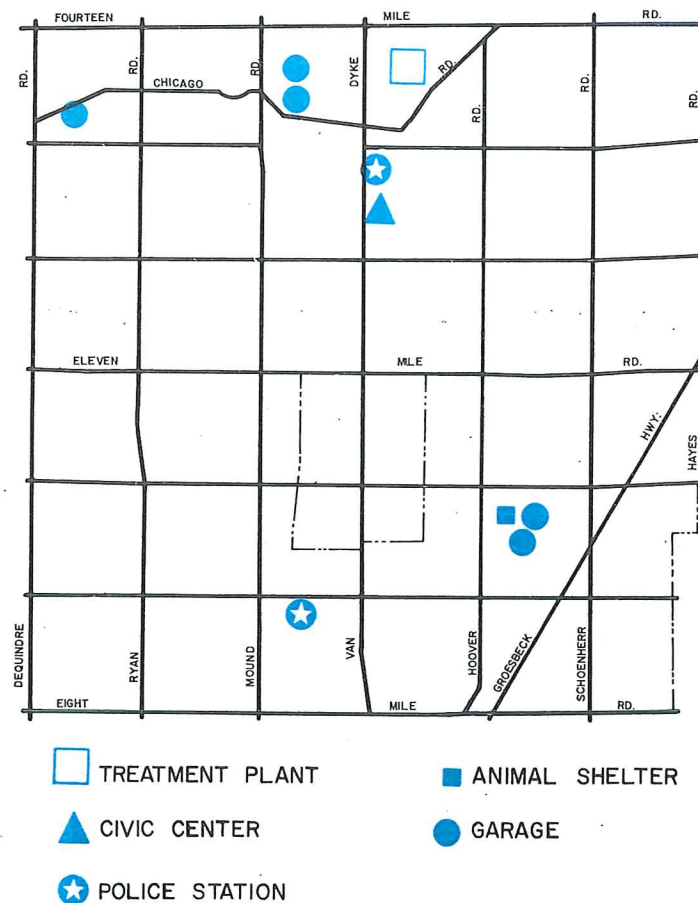 FOURTEEN MILE RD.
RD. RD. RD. DYKE RD. RD. RD. RD.
CHICAGO
ELEVEN MILE RD.
HWY.
HAYES
DEQUINDRE RYAN MOUND VAN HOOVER GROESBECK SCHOENHERR
EIGHT MILE RD.
TREATMENT PLANT
ANIMAL SHELTER
CIVIC CENTER
GARAGE
POLICE STATION